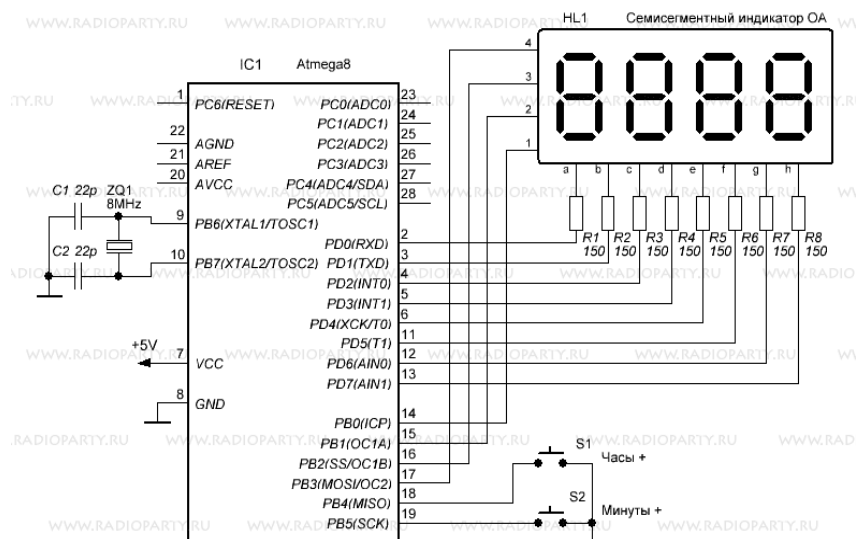 WWW.RADIOPARTY.RU
HL1 Семисегментный индикатор ОА
IC1 Atmega8
4
3
2
1
a b c d e f g h
1 PC6(RESET)
22 AGND
21 AREF
20 AVCC
9 PB6(XTAL1/TOSC1)
10 PB7(XTAL2/TOSC2)
7 VCC
8 GND
PC0(ADC0) 23
PC1(ADC1) 24
PC2(ADC2) 25
PC3(ADC3) 26
PC4(ADC4/SDA) 27
PC5(ADC5/SCL) 28
PD0(RXD) 2
PD1(TXD) 3
PD2(INT0) 4
PD3(INT1) 5
PD4(XCK/T0) 6
PD5(T1) 11
PD6(AIN0) 12
PD7(AIN1) 13
PB0(ICP) 14
PB1(OC1A) 15
PB2(SS/OC1B) 16
PB3(MOSI/OC2) 17
PB4(MISO) 18
PB5(SCK) 19
C1 22p
ZQ1
8MHz
C2 22p
+5V
R1 R2 R3 R4 R5 R6 R7 R8
150 150 150 150 150 150 150 150
S1
Часы +
S2
Минуты +